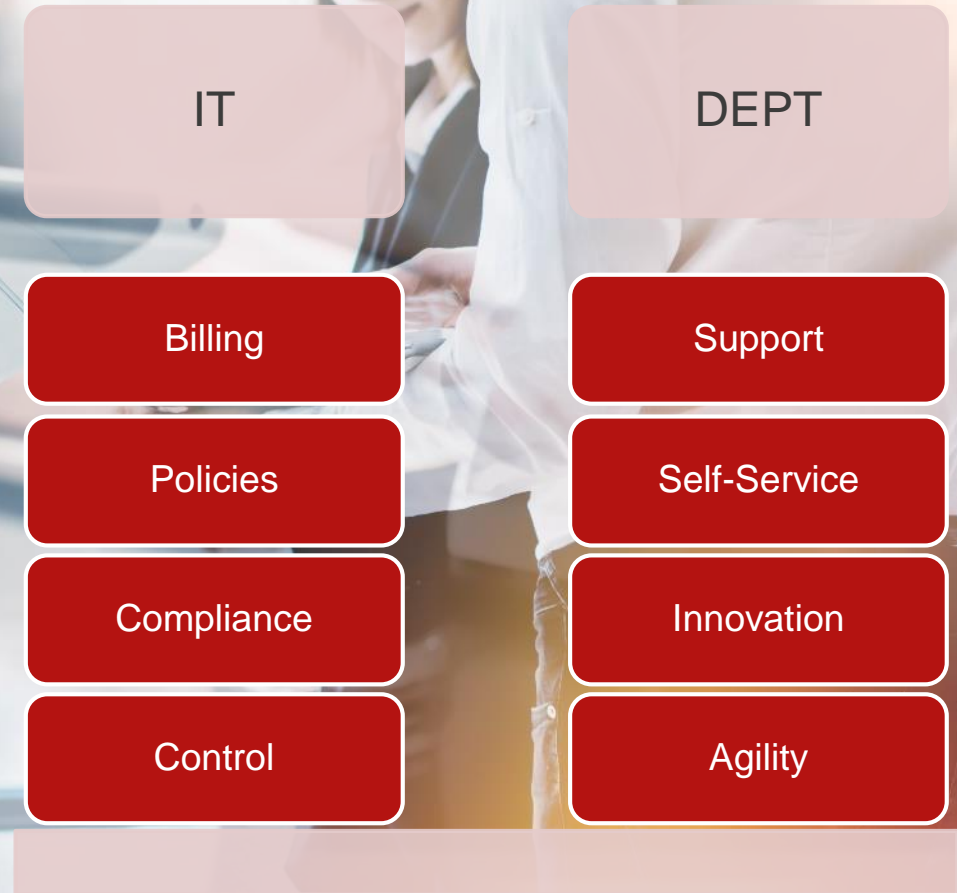 IT
DEPT
Billing
Support
Policies
Self-Service
Compliance
Innovation
Control
Agility